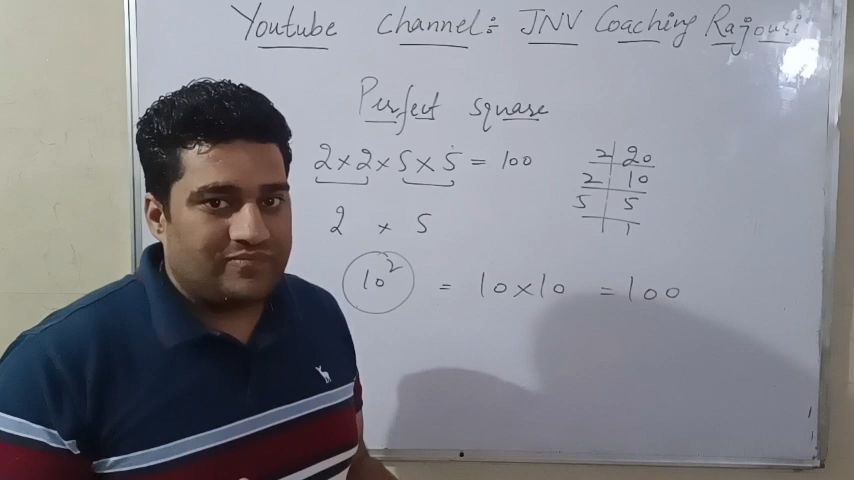 Youtube channel:- JNV Coaching Rajouri
Perfect square
2×2×5×5 = 100
2 × 5
10² = 10×10 = 100
2 | 20
2 | 10
5 | 5
| 1